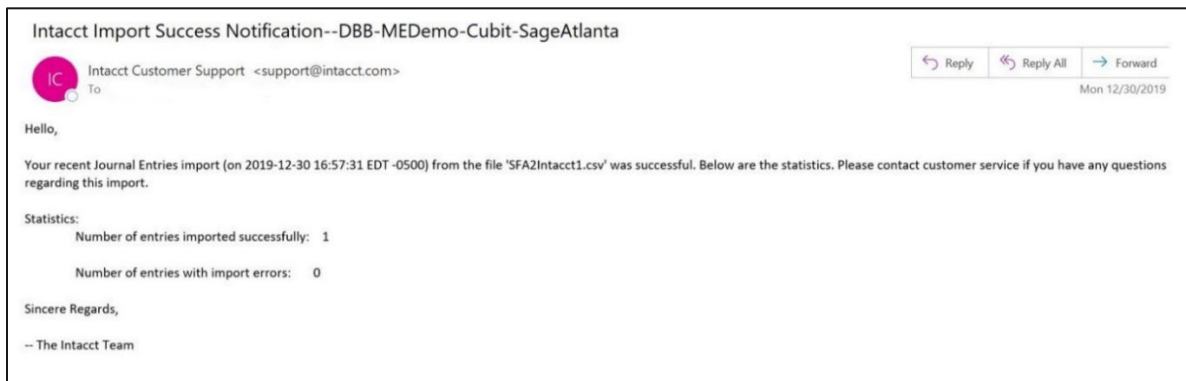 Intacct Import Success Notification--DBB-MEDemo-Cubit-SageAtlanta
IC
Intacct Customer Support <support@intacct.com>
To
Reply
Reply All
Forward
Mon 12/30/2019
Hello,
Your recent Journal Entries import (on 2019-12-30 16:57:31 EDT -0500) from the file 'SFA2Intacct1.csv' was successful. Below are the statistics. Please contact customer service if you have any questions
regarding this import.
Statistics:
Number of entries imported successfully: 1
Number of entries with import errors: 0
Sincere Regards,
-- The Intacct Team